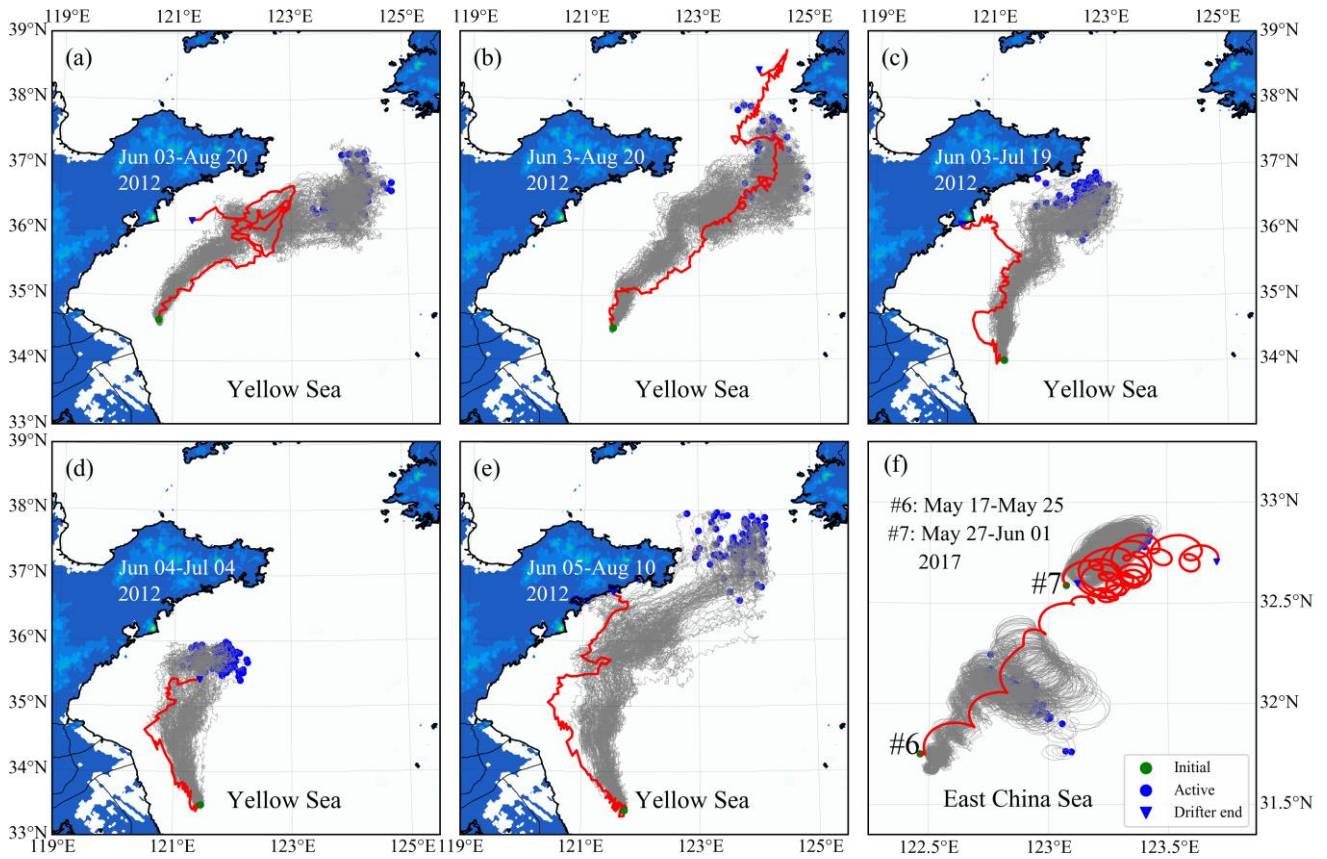 119°E 121°E 123°E 125°E 119°E 121°E 123°E 125°E 119°E 121°E 123°E 125°E
39°N (a) (b) (c) 39°N
38°N 38°N
37°N Jun 03-Aug 20 Jun 3-Aug 20 Jun 03-Jul 19 37°N
2012 2012 2012
36°N 36°N
35°N 35°N
34°N 34°N
Yellow Sea Yellow Sea Yellow Sea
33°N 33°N
39°N (d) (e) (f)
#6: May 17-May 25 33°N
38°N #7: May 27-Jun 01
2017
37°N Jun 04-Jul 04 Jun 05-Aug 10 #7
2012 2012 32.5°N
36°N
35°N 32°N
#6
34°N Initial
Yellow Sea Yellow Sea East China Sea Active
Drifter end 31.5°N
33°N
119°E 121°E 123°E 125°E 119°E 121°E 123°E 125°E 122.5°E 123°E 123.5°E